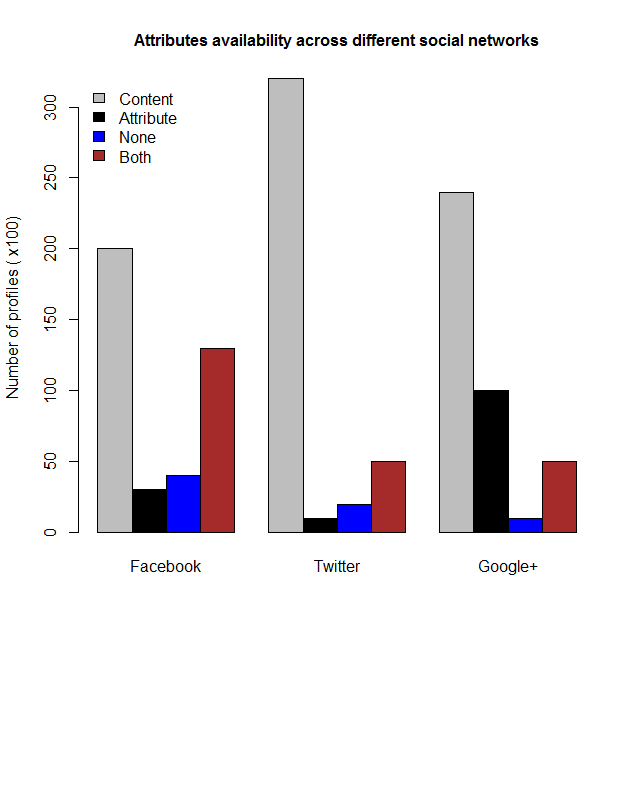 Attributes availability across different social networks
Content
Attribute
None
Both
Number of profiles ( x100)
300
250
200
150
100
50
0
Facebook
Twitter
Google+